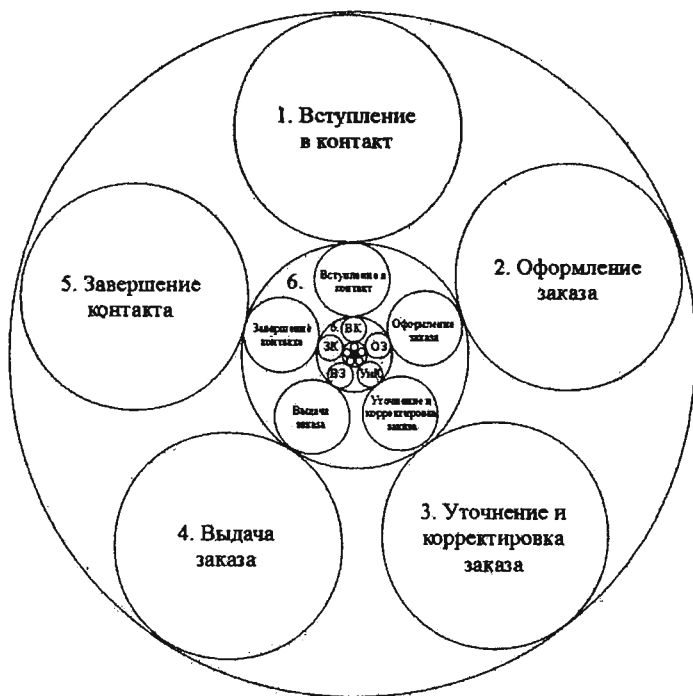 1. Вступление
в контакт
2. Оформление
заказа
3. Уточнение и
корректировка
заказа
4. Выдача
заказа
5. Завершение
контакта
6.
Вступление в
контакт
Оформление
заказа
Уточнение и
корректировка
заказа
Выдача
заказа
Завершение
контакта
6.
ВК
ОЗ
УиК
ВЗ
ЗК